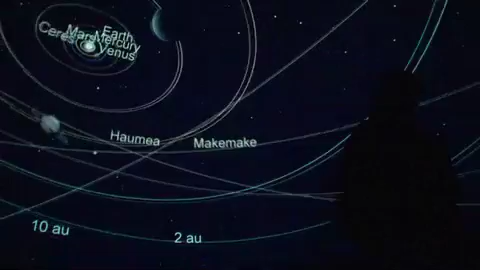 Earth
Ceres
Mars
Mercury
Venus
Haumea
Makemake
10 au
2 au